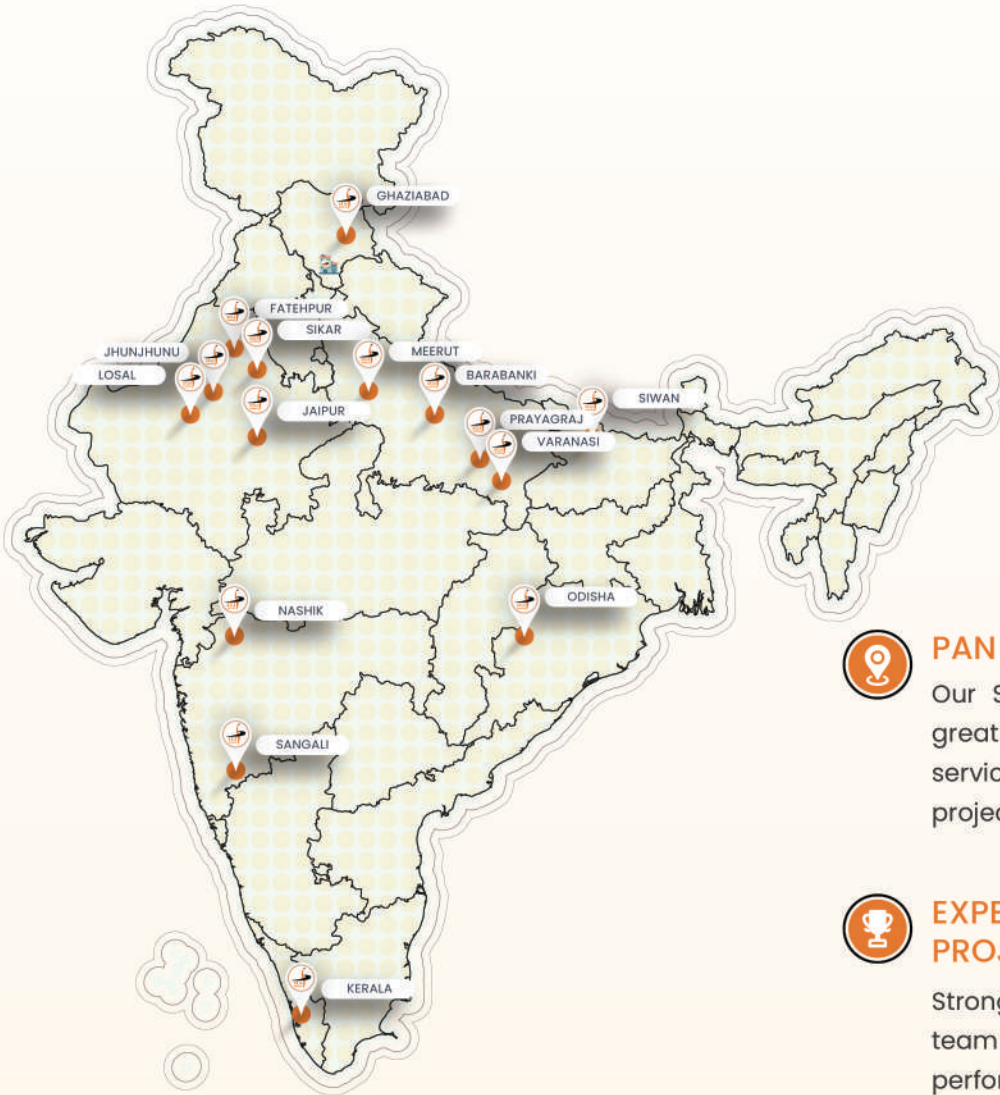 GHAZIABAD
FATEHPUR
SIKAR
JHUNJHUNU
MEERUT
LOSAL
BARABANKI
JAIPUR
SIWAN
PRAYAGRAJ
VARANASI
NASHIK
ODISHA
SANGALI
KERALA
PAN
Our S
great
servic
projec
EXPE
PROJ
Strong
team
perfor